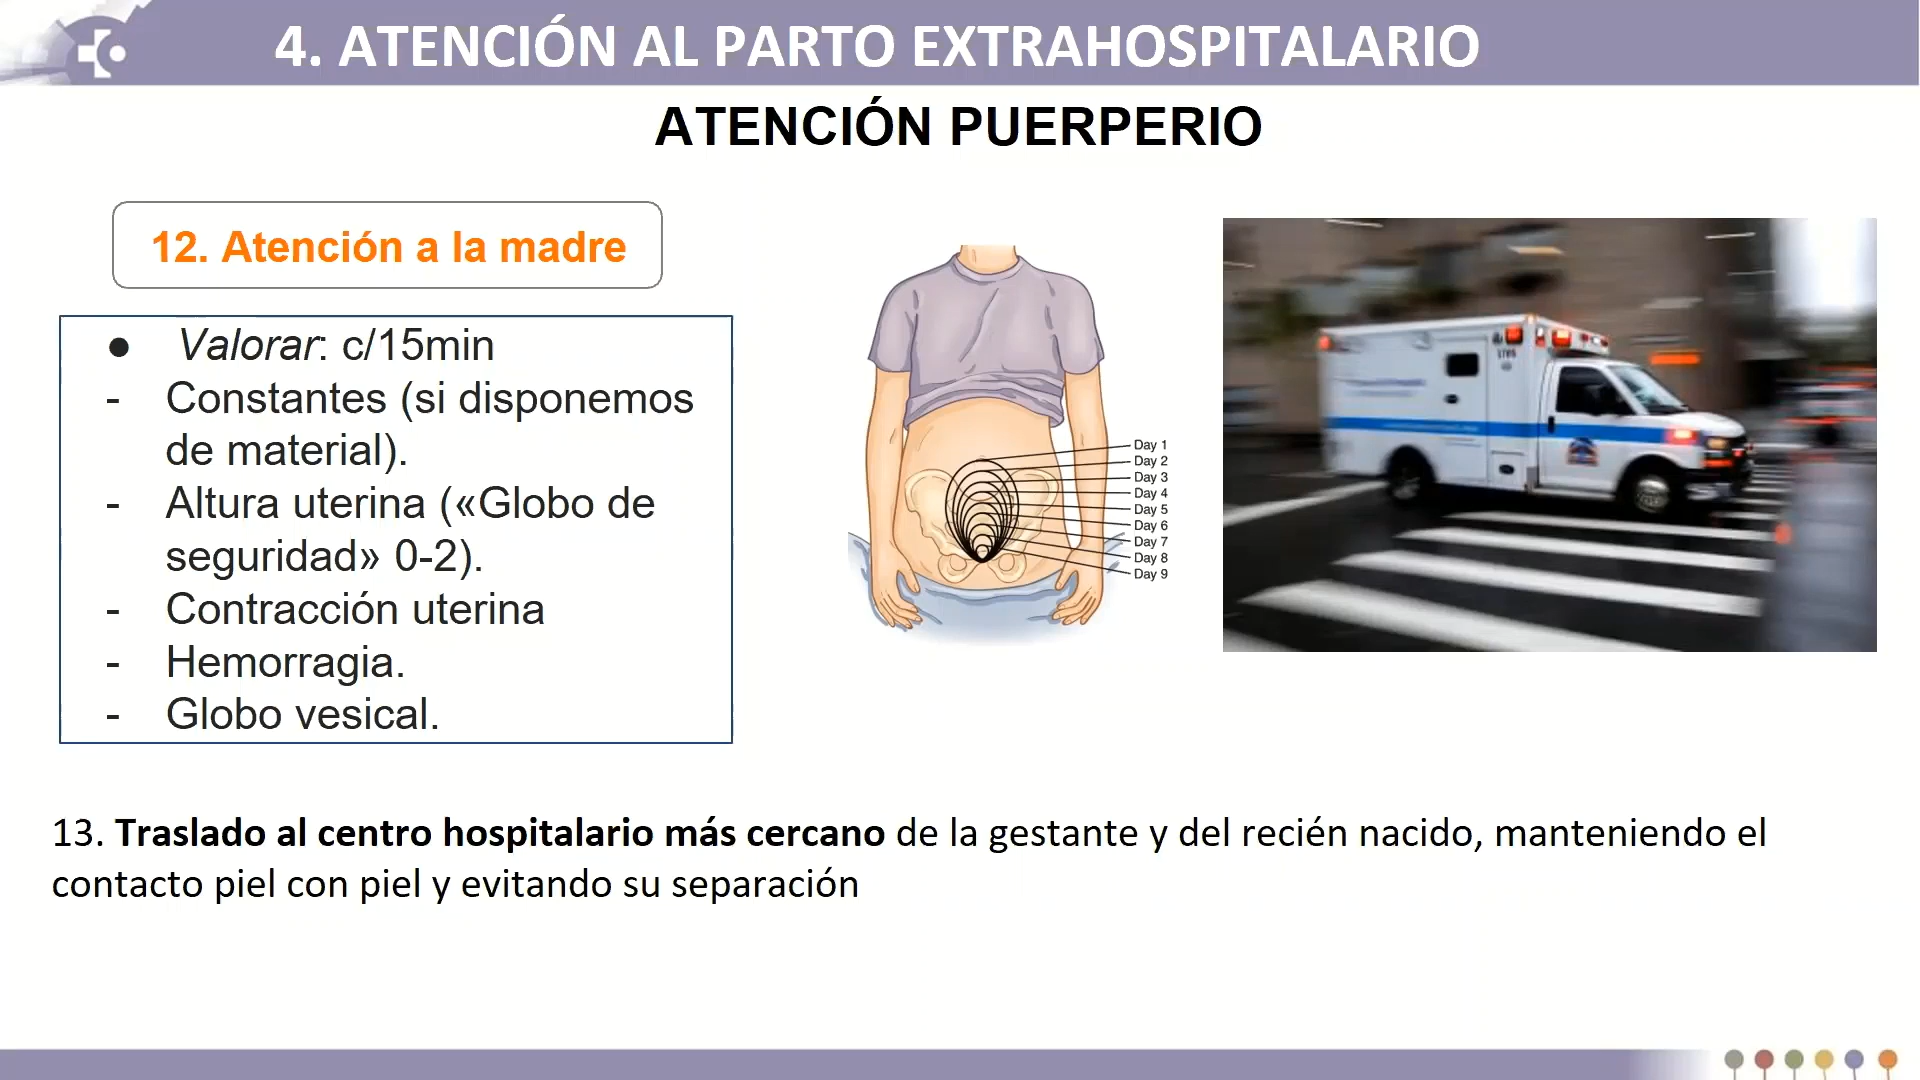 4. ATENCIÓN AL PARTO EXTRAHOSPITALARIO
ATENCIÓN PUERPERIO
12. Atención a la madre
● Valorar: c/15min
- Constantes (si disponemos
de material).
- Altura uterina («Globo de
seguridad» 0-2).
- Contracción uterina
- Hemorragia.
- Globo vesical.
Day 1
Day 2
Day 3
Day 4
Day 5
Day 6
Day 7
Day 8
Day 9
13. Traslado al centro hospitalario más cercano de la gestante y del recién nacido, manteniendo el
contacto piel con piel y evitando su separación